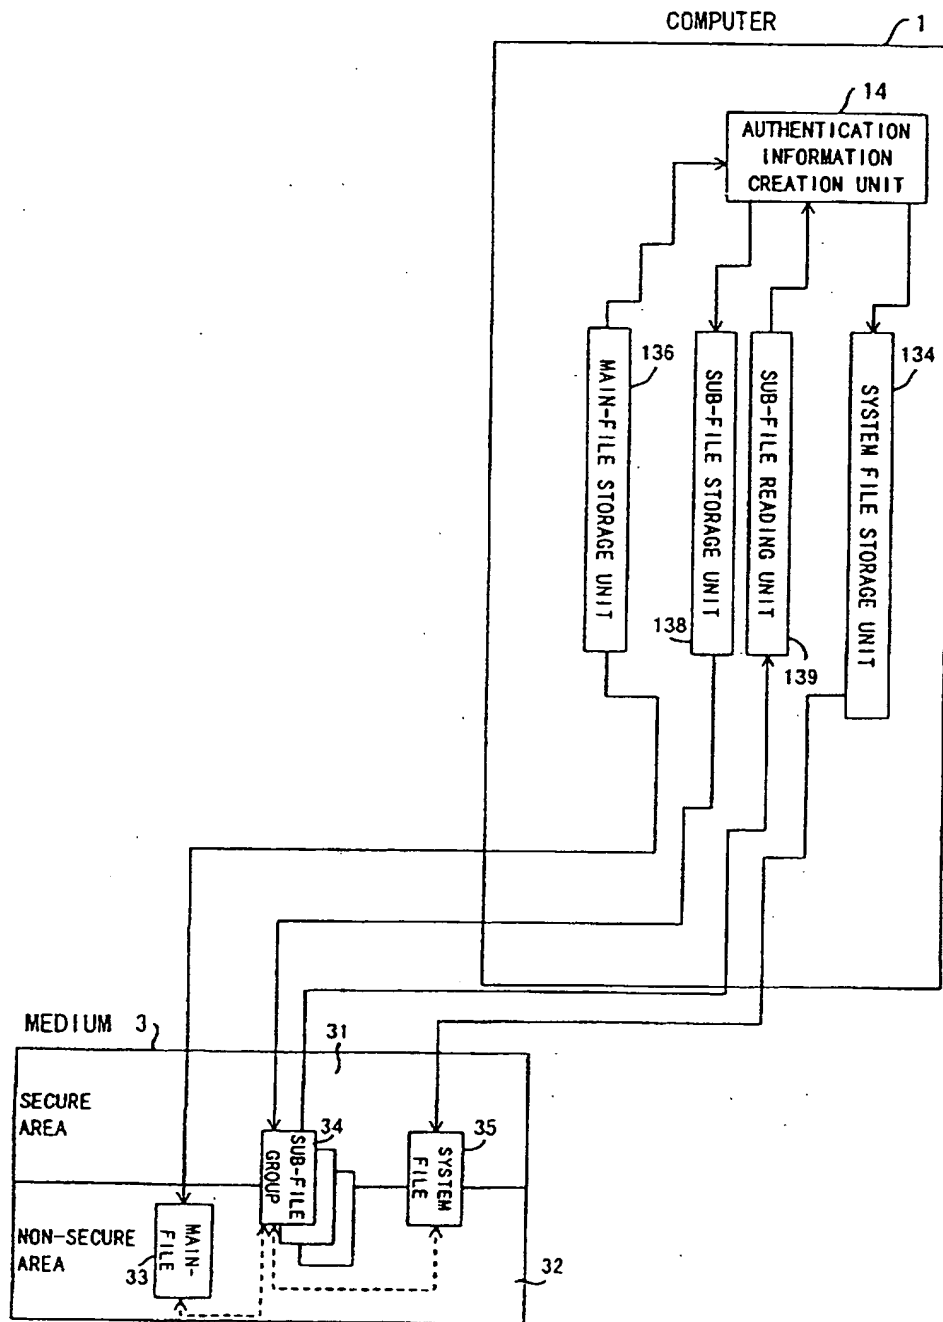 COMPUTER
1
14
AUTHENTICATION
INFORMATION
CREATION UNIT
136
MAIN-FILE STORAGE UNIT
SUB-FILE STORAGE UNIT
138
SUB-FILE READING UNIT
139
134
SYSTEM FILE STORAGE UNIT
MEDIUM 3
31
SECURE
AREA
34
SUB-FILE
GROUP
35
SYSTEM
FILE
NON-SECURE
AREA
MAIN-
FILE
33
32